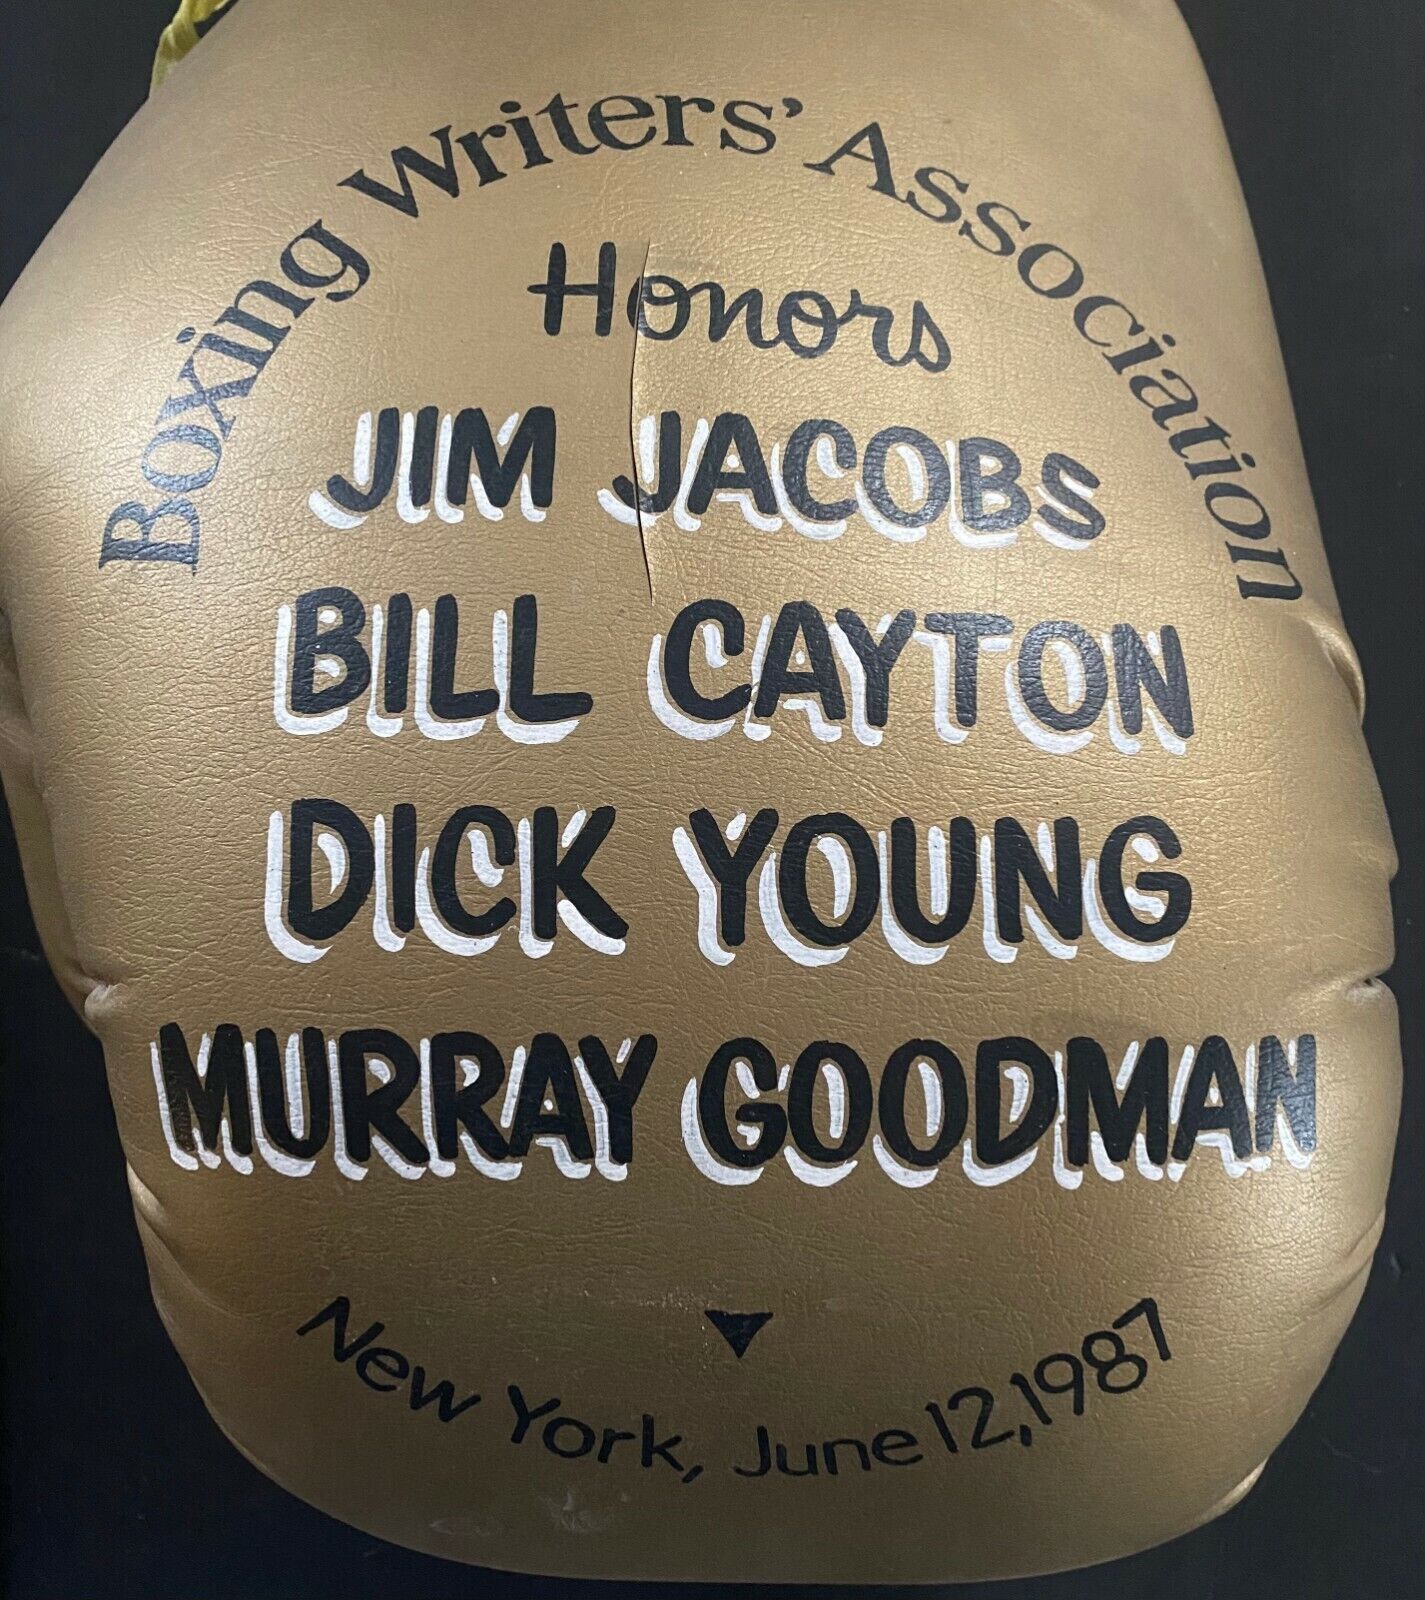 Boxing Writers' Association
Honors
JIM JACOBS
BILL CAYTON
DICK YOUNG
MURRAY GOODMAN
New York, June 12, 1987